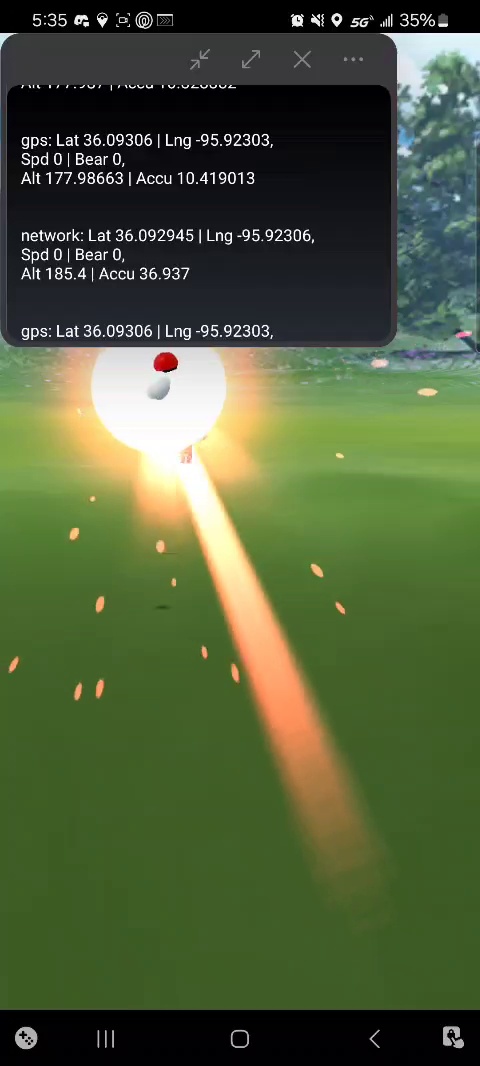 5:35
5G
35%
gps: Lat 36.09306 | Lng -95.92303,
Spd 0 | Bear 0,
Alt 177.98663 | Accu 10.419013
network: Lat 36.092945 | Lng -95.92306,
Spd 0 | Bear 0,
Alt 185.4 | Accu 36.937
gps: Lat 36.09306 | Lng -95.92303,